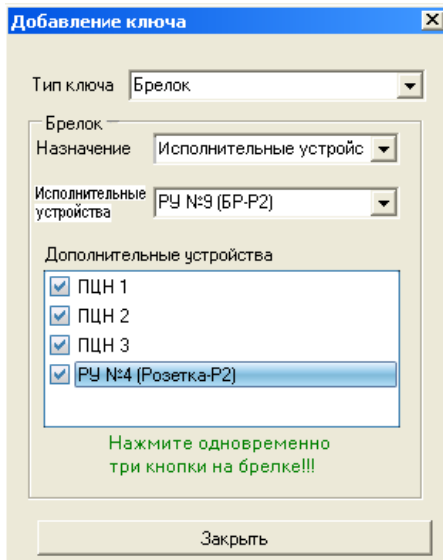 Добавление ключа
Тип ключа Брелок
Брелок
Назначение Исполнительные устройс
Исполнительные устройства РУ №9 (БР-Р2)
Дополнительные устройства
ПЦН 1
ПЦН 2
ПЦН 3
РУ №4 (Розетка-Р2)
Нажмите одновременно
три кнопки на брелке!!!
Закрыть